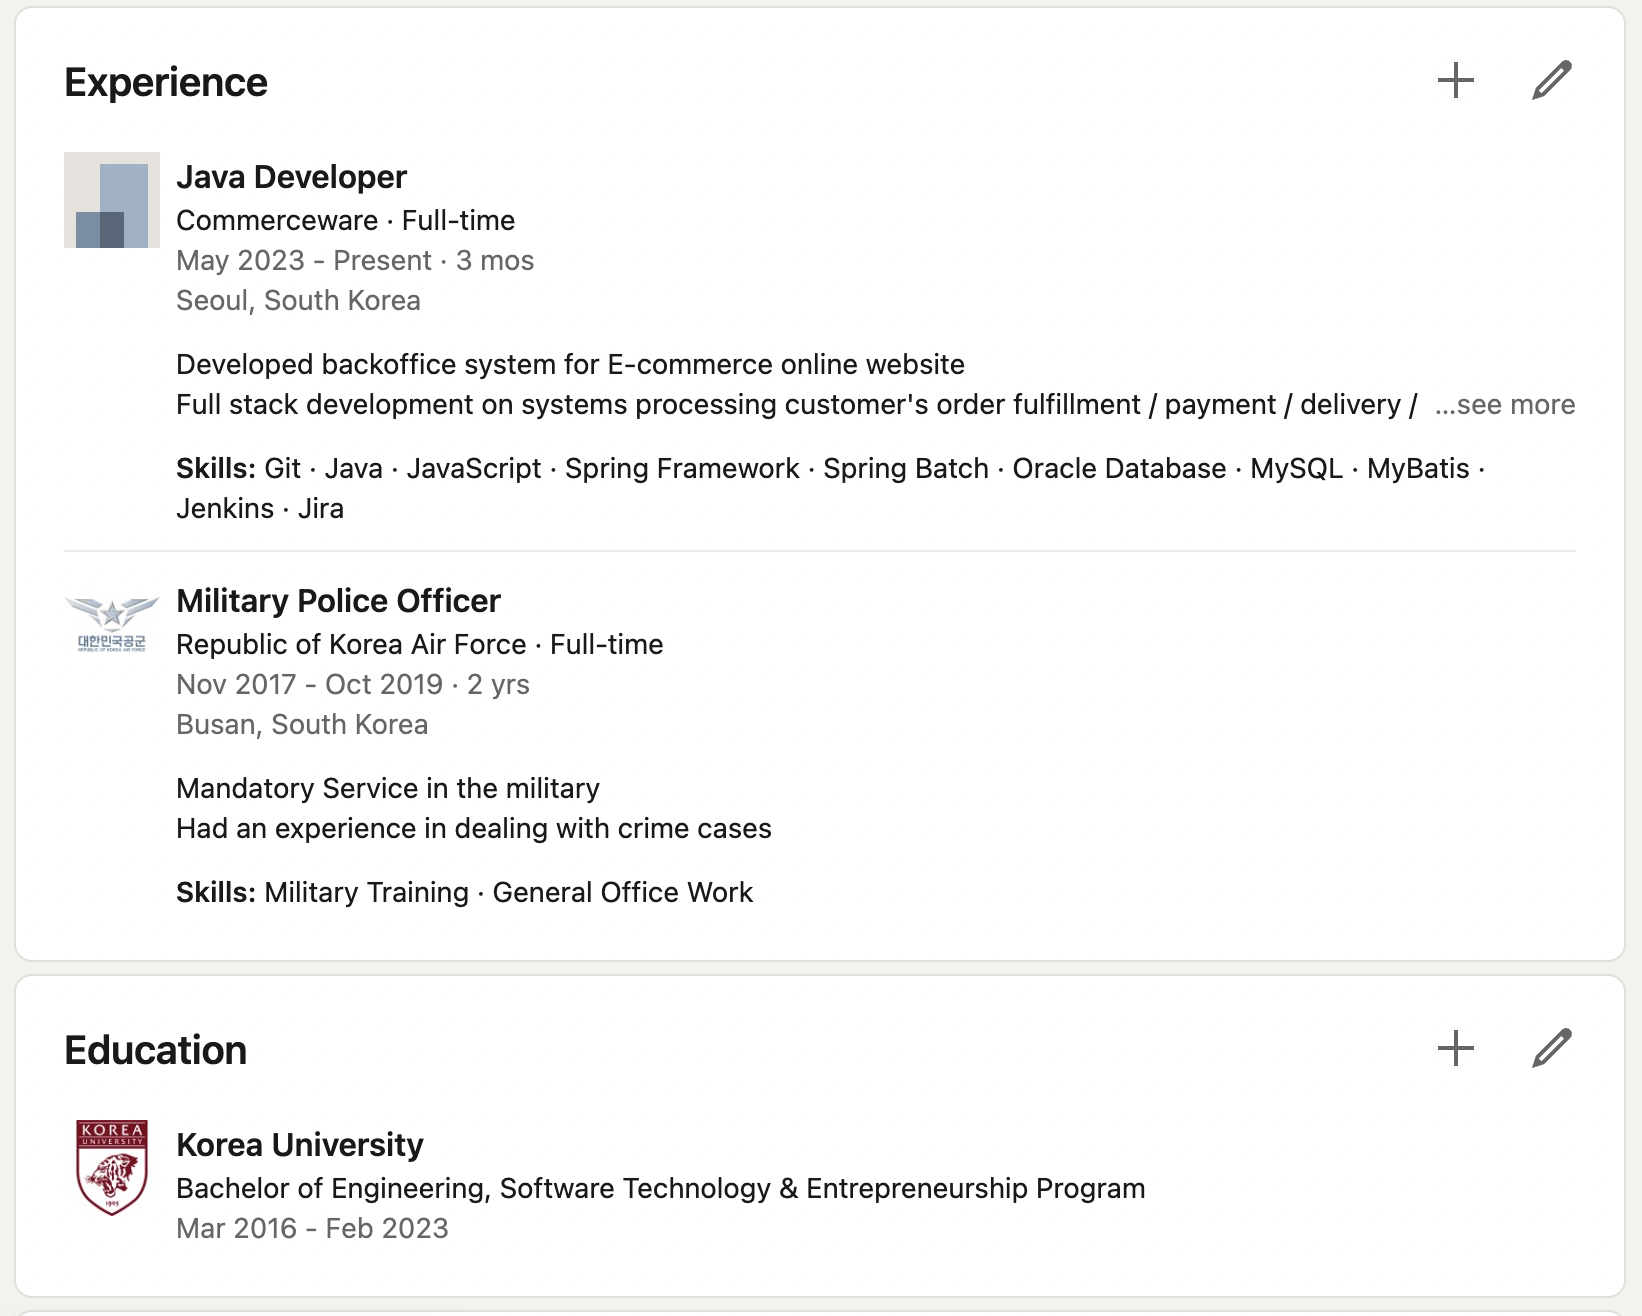 Experience
Java Developer
Commerceware · Full-time
May 2023 - Present · 3 mos
Seoul, South Korea
Developed backoffice system for E-commerce online website
Full stack development on systems processing customer's order fulfillment / payment / delivery / ...see more
Skills: Git · Java · JavaScript · Spring Framework · Spring Batch · Oracle Database · MySQL · MyBatis ·
Jenkins · Jira
Military Police Officer
대한민국공군
REPUBLIC OF KOREA AIR FORCE
Republic of Korea Air Force · Full-time
Nov 2017 - Oct 2019 · 2 yrs
Busan, South Korea
Mandatory Service in the military
Had an experience in dealing with crime cases
Skills: Military Training · General Office Work
Education
KOREA
UNIVERSITY
1905
Korea University
Bachelor of Engineering, Software Technology & Entrepreneurship Program
Mar 2016 - Feb 2023